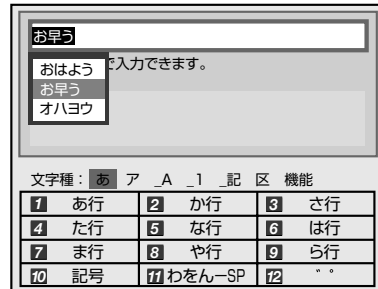 お早う
で入力できます。
おはよう
お早う
オハヨウ
文字種： あ ア _A _1 _記 区 機能
1 あ行 2 か行 3 さ行
4 た行 5 な行 6 は行
7 ま行 8 や行 9 ら行
10 記号 11 わをんーSP 12 ゛゜